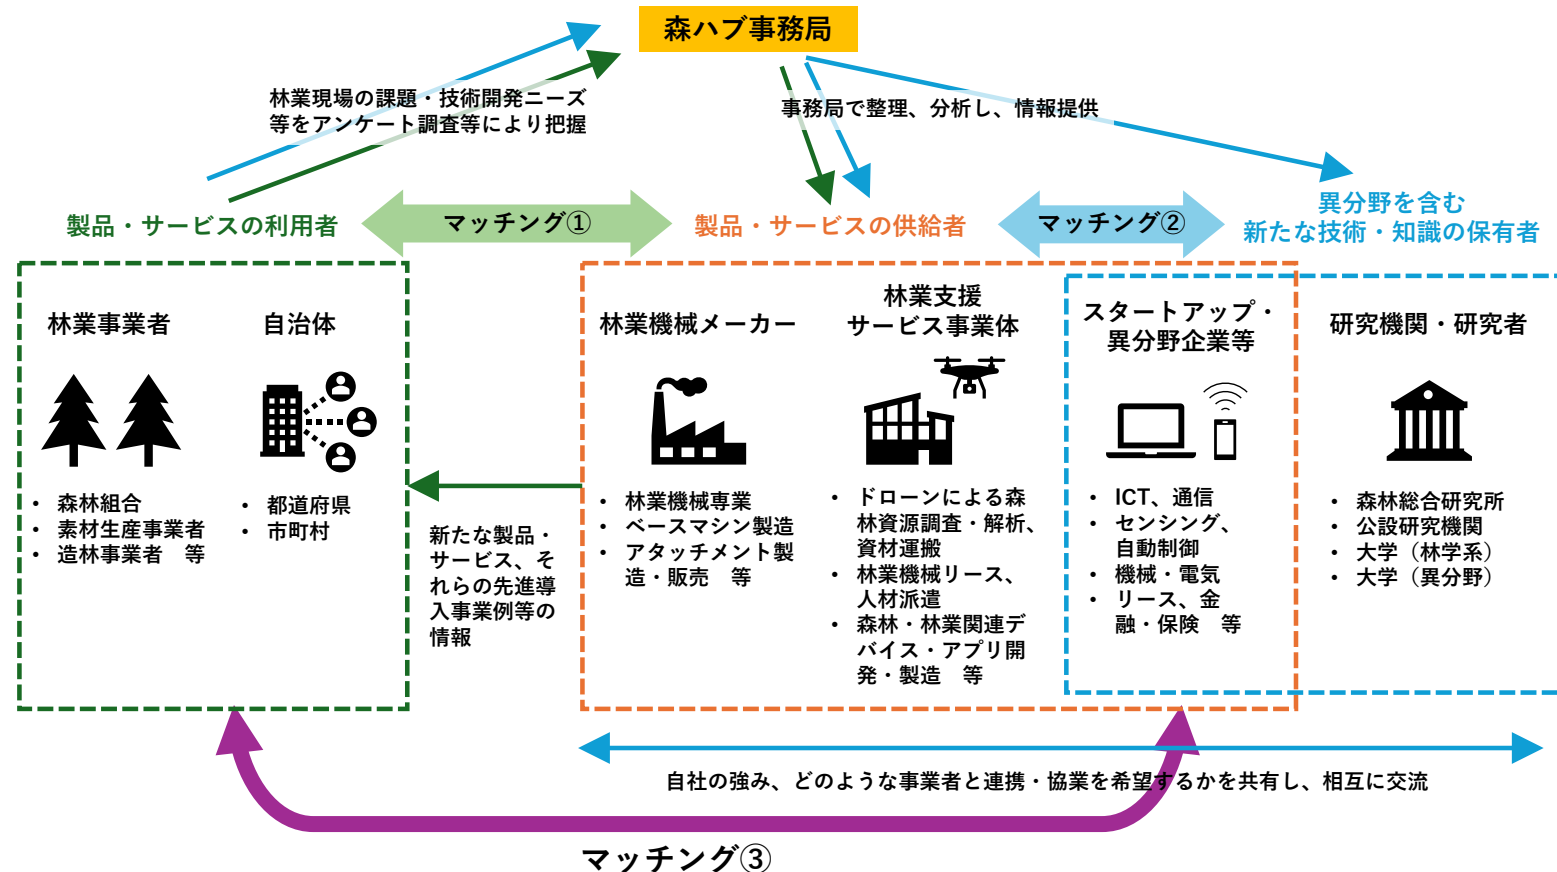 森ハブ事務局
林業現場の課題・技術開発ニーズ
等をアンケート調査等により把握
事務局で整理、分析し、情報提供
製品・サービスの利用者
マッチング①
製品・サービスの供給者
マッチング②
異分野を含む
新たな技術・知識の保有者
林業事業者
• 森林組合
• 素材生産事業者
• 造林事業者　等
自治体
• 都道府県
• 市町村
新たな製品・
サービス、そ
れらの先進導
入事業例等の
情報
林業機械メーカー
• 林業機械専業
• ベースマシン製造
• アタッチメント製
造・販売　等
林業支援
サービス事業体
• ドローンによる森
林資源調査・解析、
資材運搬
• 林業機械リース、
人材派遣
• 森林・林業関連デ
バイス・アプリ開
発・製造　等
スタートアップ・
異分野企業等
• ICT、通信
• センシング、
自動制御
• 機械・電気
• リース、金
融・保険　等
研究機関・研究者
• 森林総合研究所
• 公設研究機関
• 大学（林学系）
• 大学（異分野）
自社の強み、どのような事業者と連携・協業を希望するかを共有し、相互に交流
マッチング③